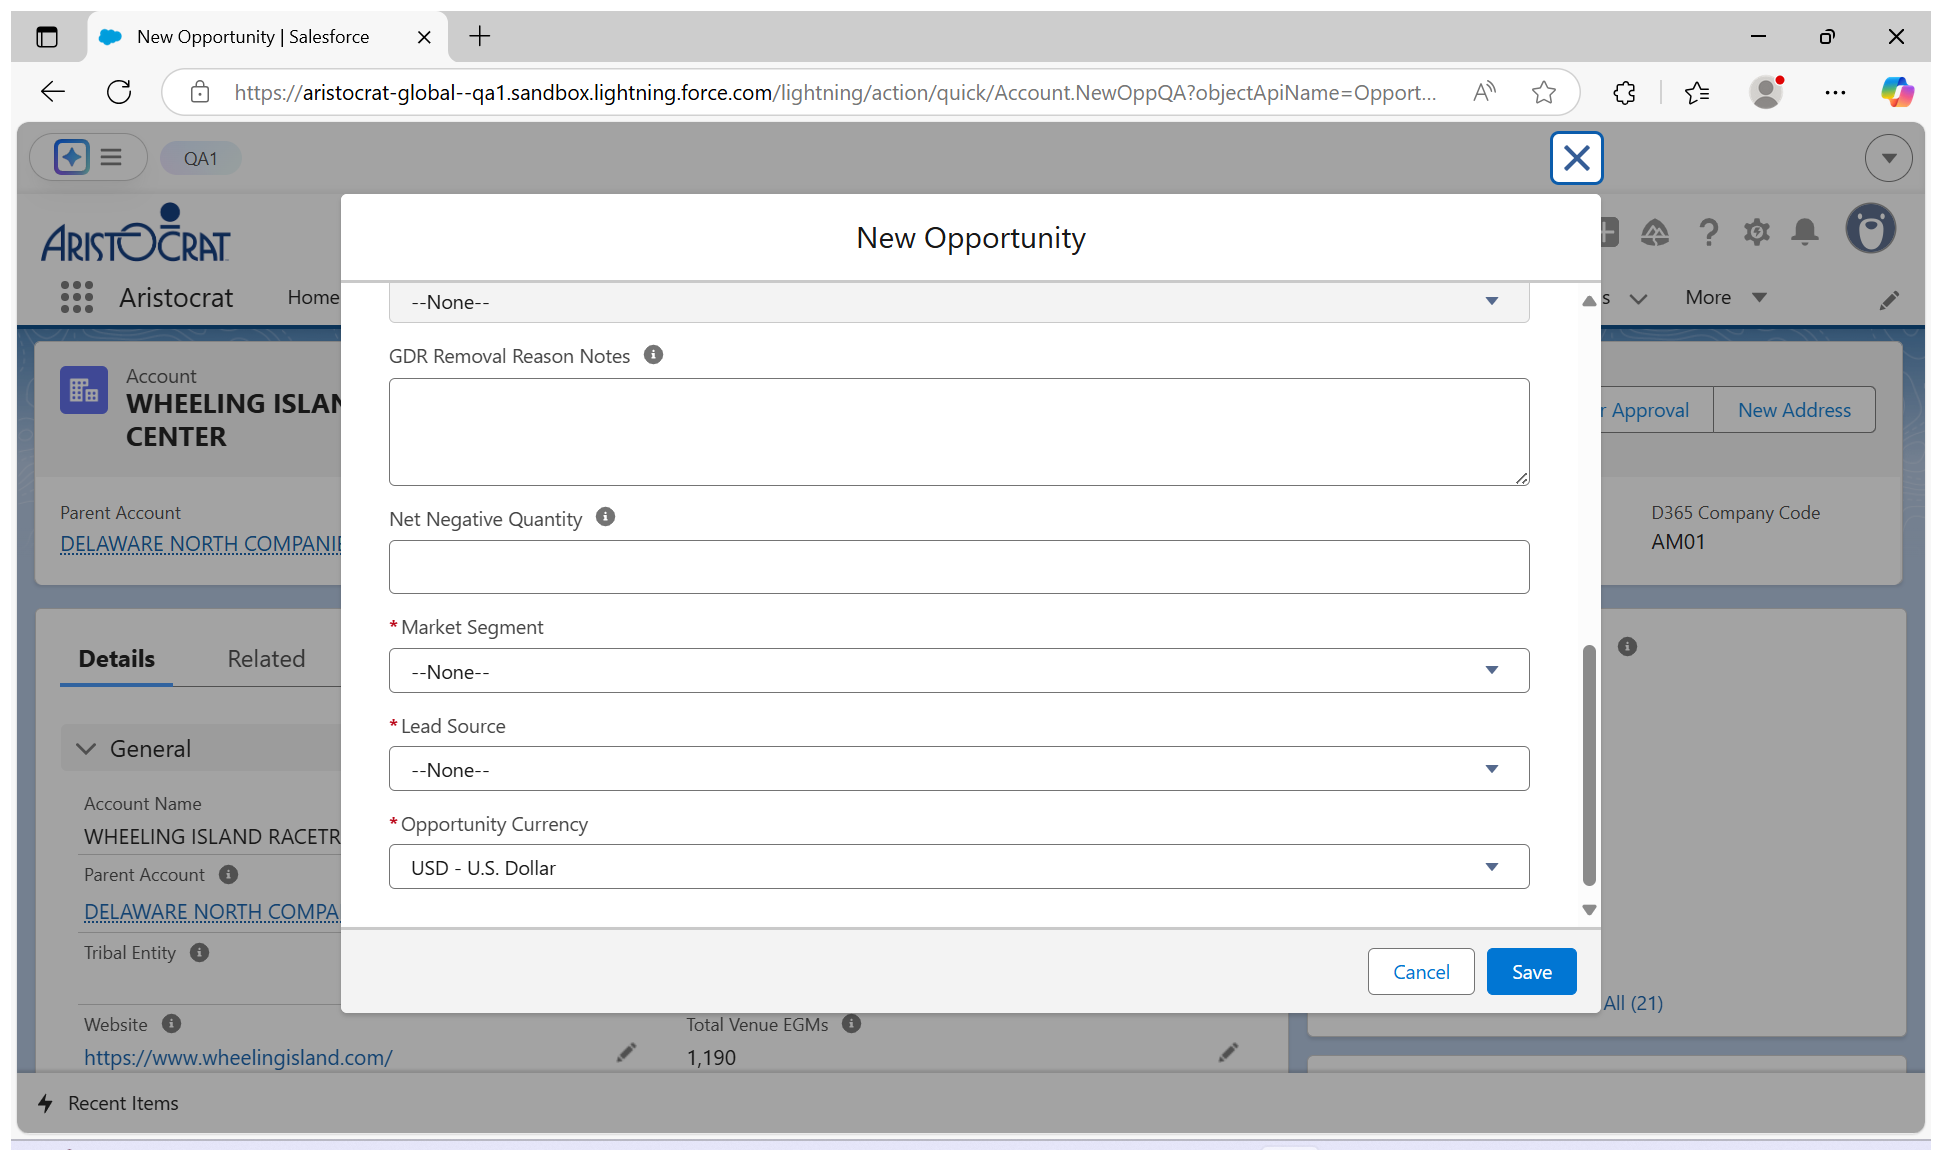 New Opportunity | Salesforce
https://aristocrat-global--qa1.sandbox.lightning.force.com/lightning/action/quick/Account.NewOppQA?objectApiName=Opport...
QA1
ARISTOCRAT
Aristocrat
Home
s
More
New Opportunity
Account
WHEELING ISLAN
CENTER
r Approval
New Address
Parent Account
DELAWARE NORTH COMPANIE
D365 Company Code
AM01
Details
Related
General
Account Name
WHEELING ISLAND RACETR
Parent Account
DELAWARE NORTH COMPA
Tribal Entity
Website
https://www.wheelingisland.com/
Total Venue EGMs
1,190
All (21)
--None--
GDR Removal Reason Notes
Net Negative Quantity
*Market Segment
--None--
*Lead Source
--None--
*Opportunity Currency
USD - U.S. Dollar
Cancel
Save
Recent Items